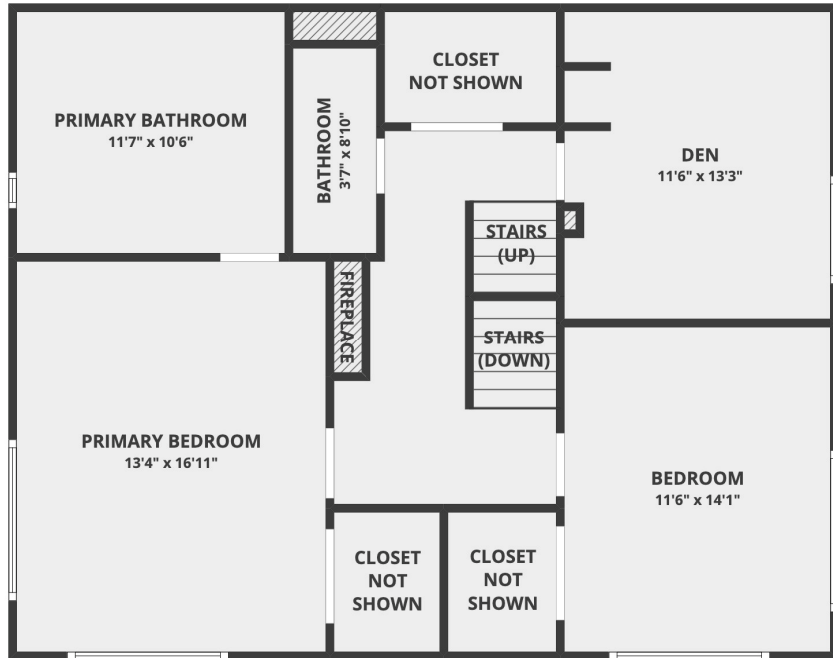 CLOSET
NOT SHOWN
PRIMARY BATHROOM
11'7" x 10'6"
BATHROOM
3'7" x 8'10"
DEN
11'6" x 13'3"
STAIRS
(UP)
FIREPLACE
STAIRS
(DOWN)
PRIMARY BEDROOM
13'4" x 16'11"
BEDROOM
11'6" x 14'1"
CLOSET
NOT
SHOWN
CLOSET
NOT
SHOWN